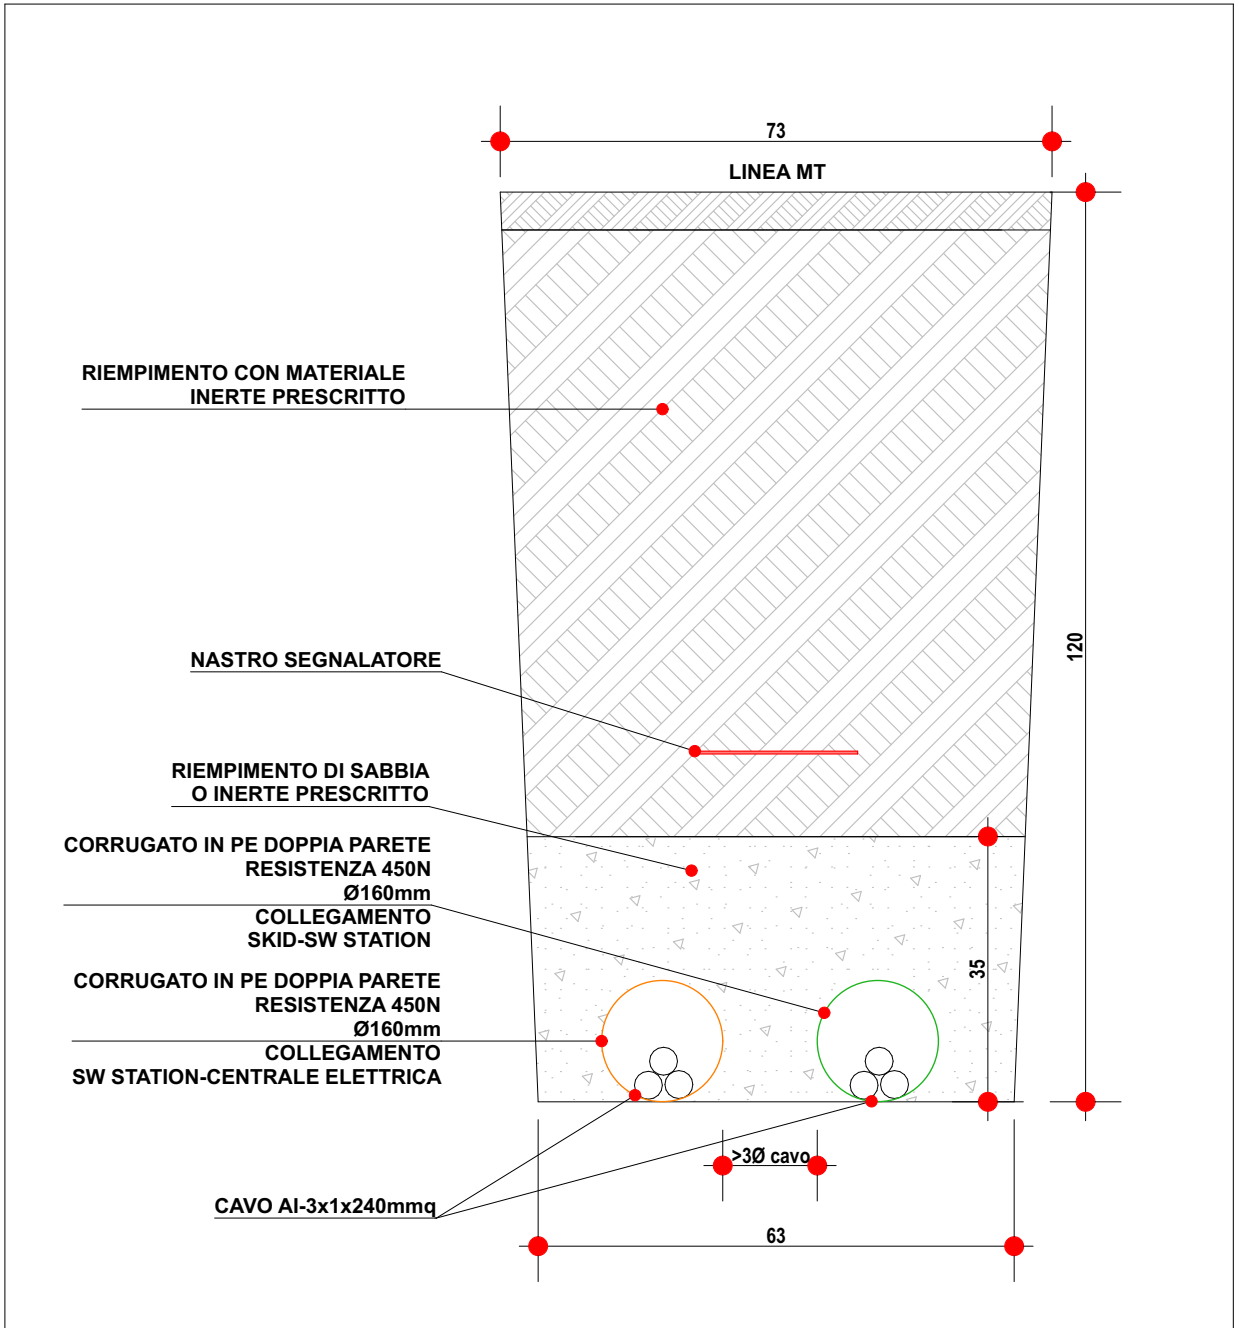 73
LINEA MT
RIEMPIMENTO CON MATERIALE
INERTE PRESCRITTO
120
NASTRO SEGNALATORE
RIEMPIMENTO DI SABBIA
O INERTE PRESCRITTO
CORRUGATO IN PE DOPPIA PARETE
RESISTENZA 450N
Ø160mm
COLLEGAMENTO
SKID-SW STATION
35
CORRUGATO IN PE DOPPIA PARETE
RESISTENZA 450N
Ø160mm
COLLEGAMENTO
SW STATION-CENTRALE ELETTRICA
>3Ø cavo
CAVO Al-3x1x240mmq
63